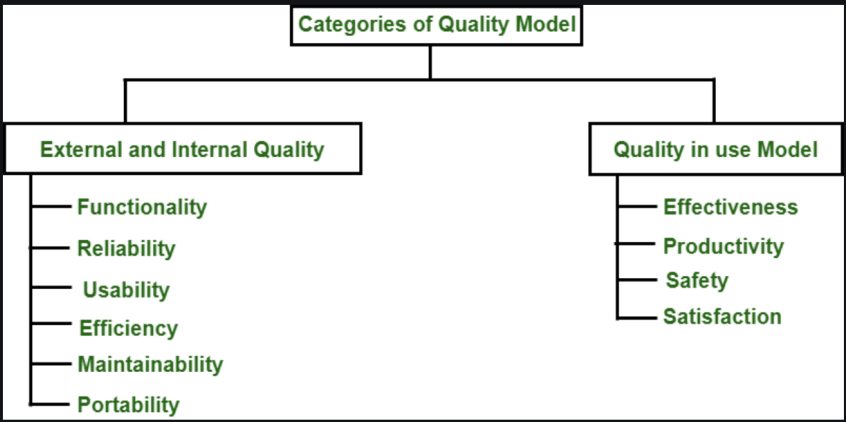 Categories of Quality Model
External and Internal Quality
Functionality
Reliability
Usability
Efficiency
Maintainability
Portability
Quality in use Model
Effectiveness
Productivity
Safety
Satisfaction